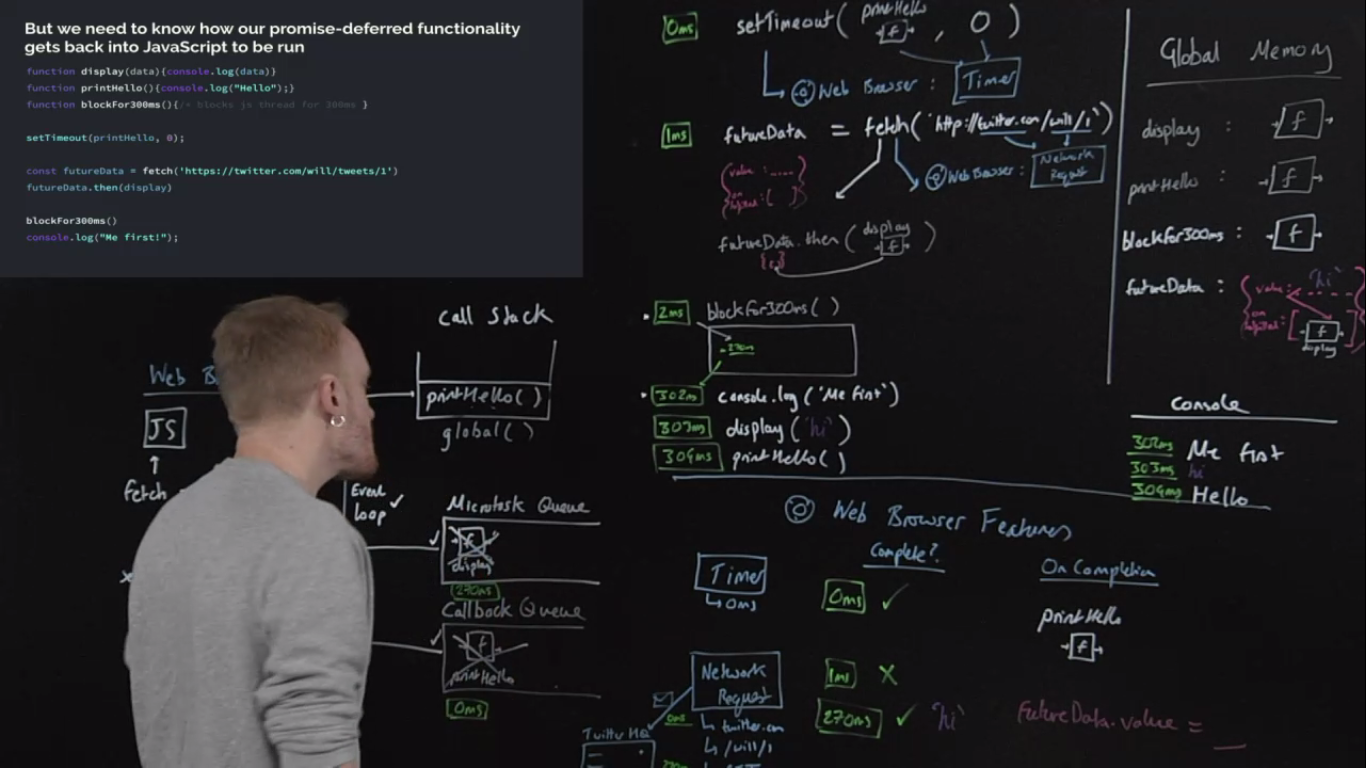 But we need to know how our promise-deferred functionality
gets back into JavaScript to be run
function display(data){console.log(data)}
function printHello(){console.log("Hello");}
function blockFor300ms(){/* blocks js thread for 300ms }
setTimeout(printHello, 0);
const futureData = fetch('https://twitter.com/will/tweets/1')
futureData.then(display)
blockFor300ms()
console.log("Me first!");
0ms setTimeout( printHello f , 0 )
Web Browser : Timer
1ms futureData = fetch('http://twitter.com/will/1')
{value : .....}
on
Web Browser : Network
Request
futureData.then( display f )
2ms blockFor300ms( )
270ms
302ms console.log('Me first')
303ms display('hi')
304ms printHello( )
Global Memory
display : f
printHello : f
blockFor300ms : f
futureData : value: 'hi'
on
[ f ]
display
Console
302ms Me first
303ms hi
304ms Hello
Call Stack
printHello( )
global( )
Web B
JS
fetch
Event
loop
Microtask Queue
f
display
270ms
Callback Queue
f
printHello
0ms
Web Browser Features
Complete?
On Completion
Timer
0ms
0ms
printHello
f
Network
Request
1ms X
270ms 'hi'
futureData.value =
twitter.com
/will/1
Twitter HQ